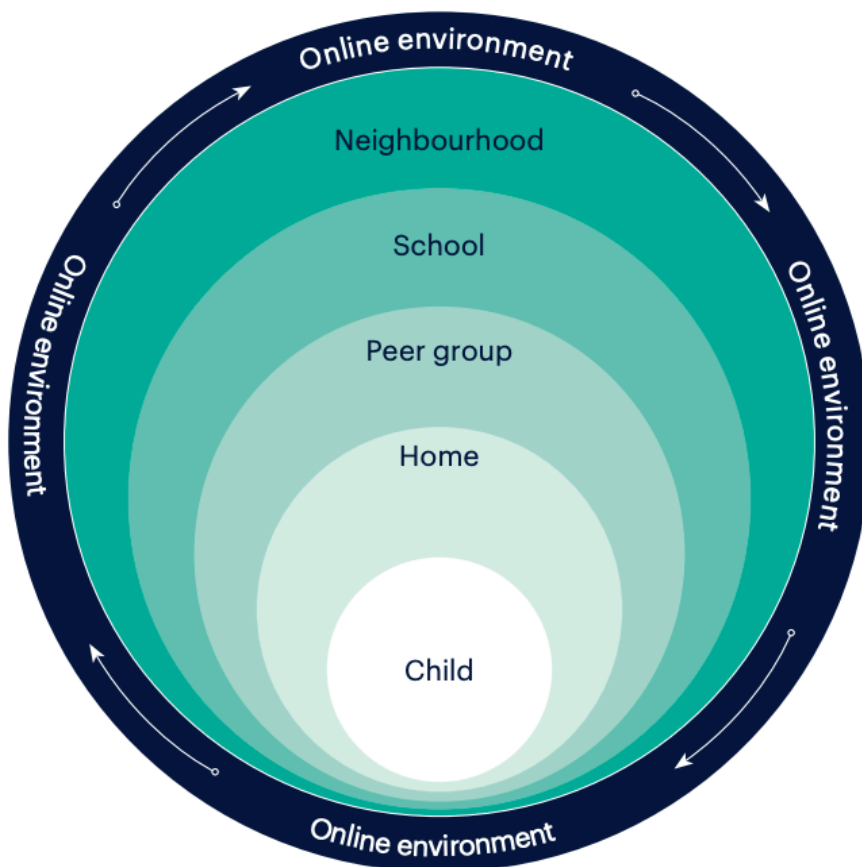 Online environment
Neighbourhood
School
Online environment
Online environment
Peer group
Home
Child
Online environment